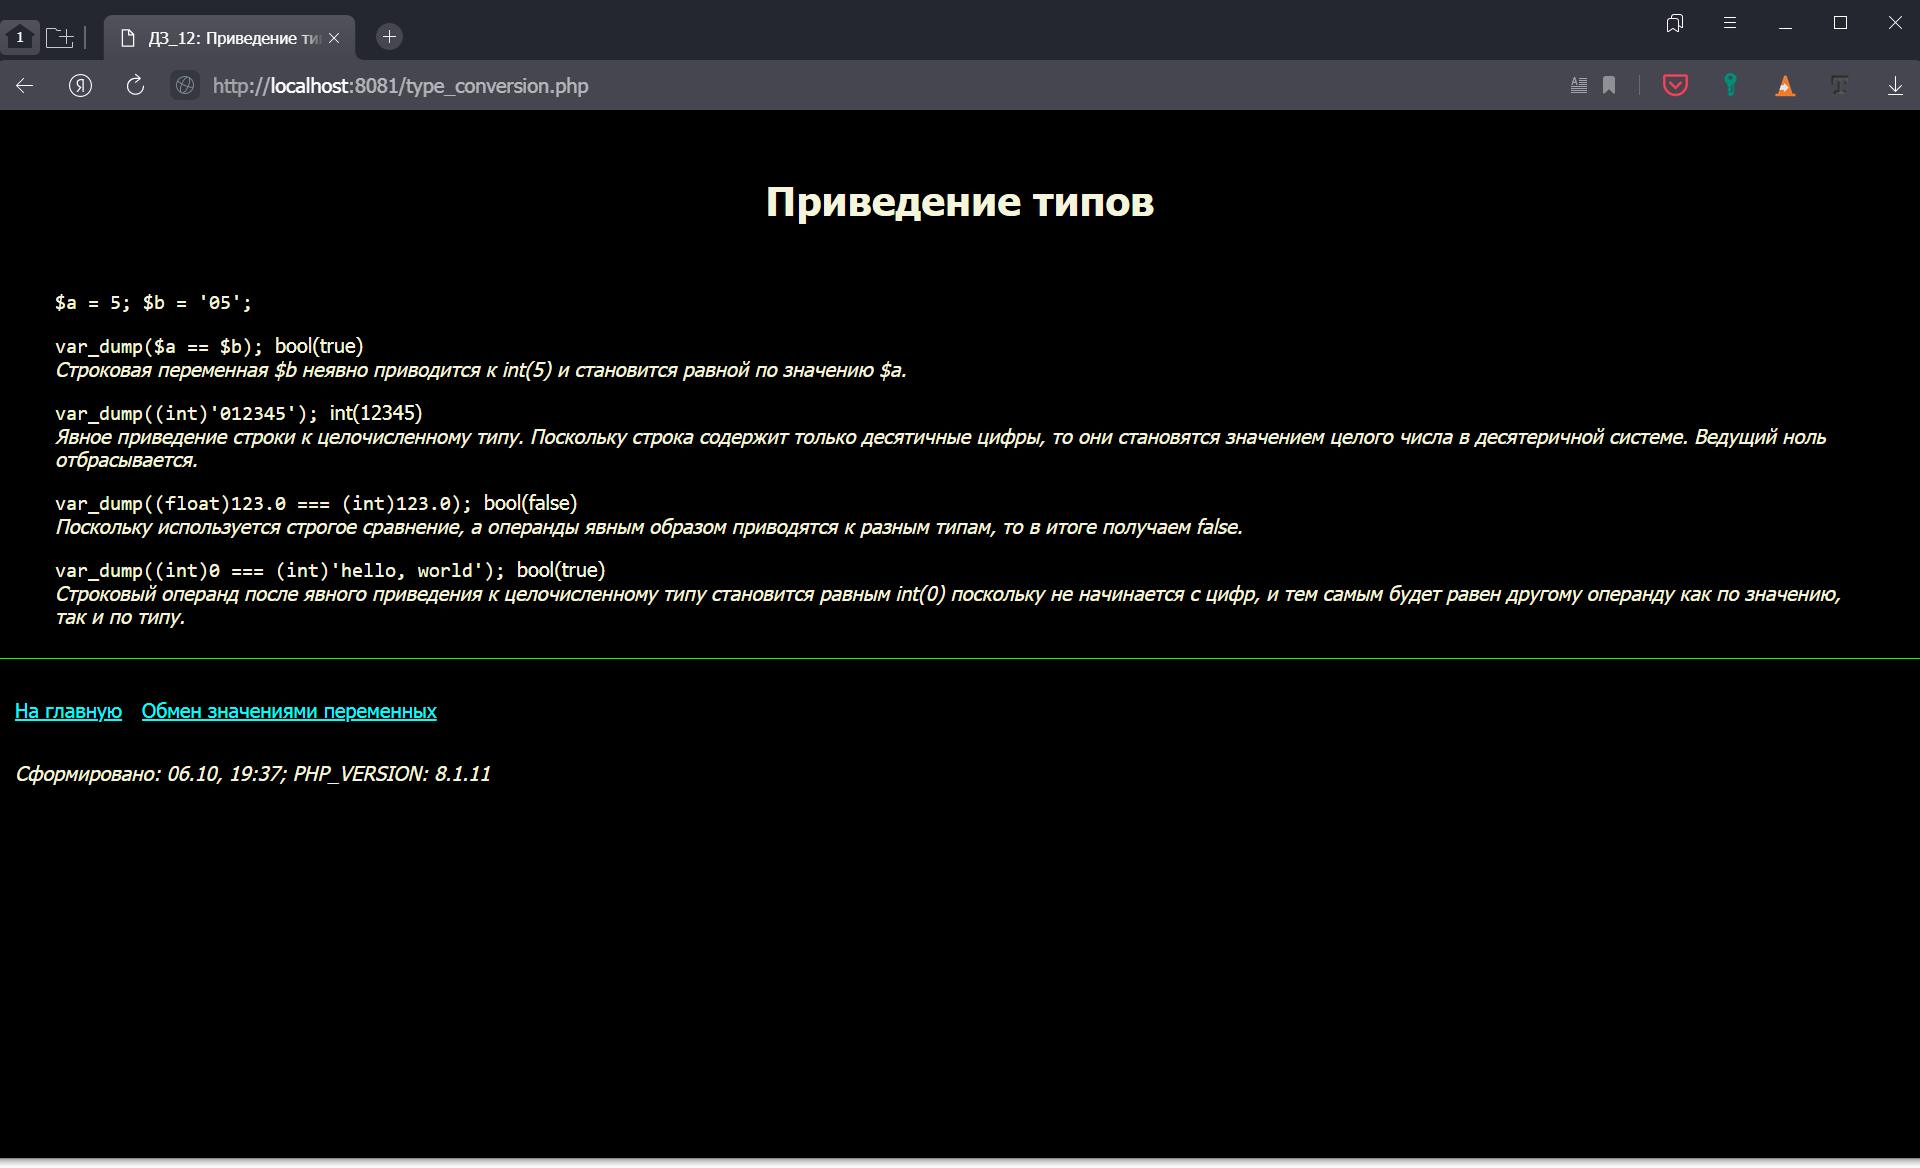 1
ДЗ_12: Приведение ти
http://localhost:8081/type_conversion.php
Приведение типов
$a = 5; $b = '05';
var_dump($a == $b); bool(true)
Строковая переменная $b неявно приводится к int(5) и становится равной по значению $a.
var_dump((int)'012345'); int(12345)
Явное приведение строки к целочисленному типу. Поскольку строка содержит только десятичные цифры, то они становятся значением целого числа в десятеричной системе. Ведущий ноль
отбрасывается.
var_dump((float)123.0 === (int)123.0); bool(false)
Поскольку используется строгое сравнение, а операнды явным образом приводятся к разным типам, то в итоге получаем false.
var_dump((int)0 === (int)'hello, world'); bool(true)
Строковый операнд после явного приведения к целочисленному типу становится равным int(0) поскольку не начинается с цифр, и тем самым будет равен другому операнду как по значению,
так и по типу.
На главную Обмен значениями переменных
Сформировано: 06.10, 19:37; PHP_VERSION: 8.1.11